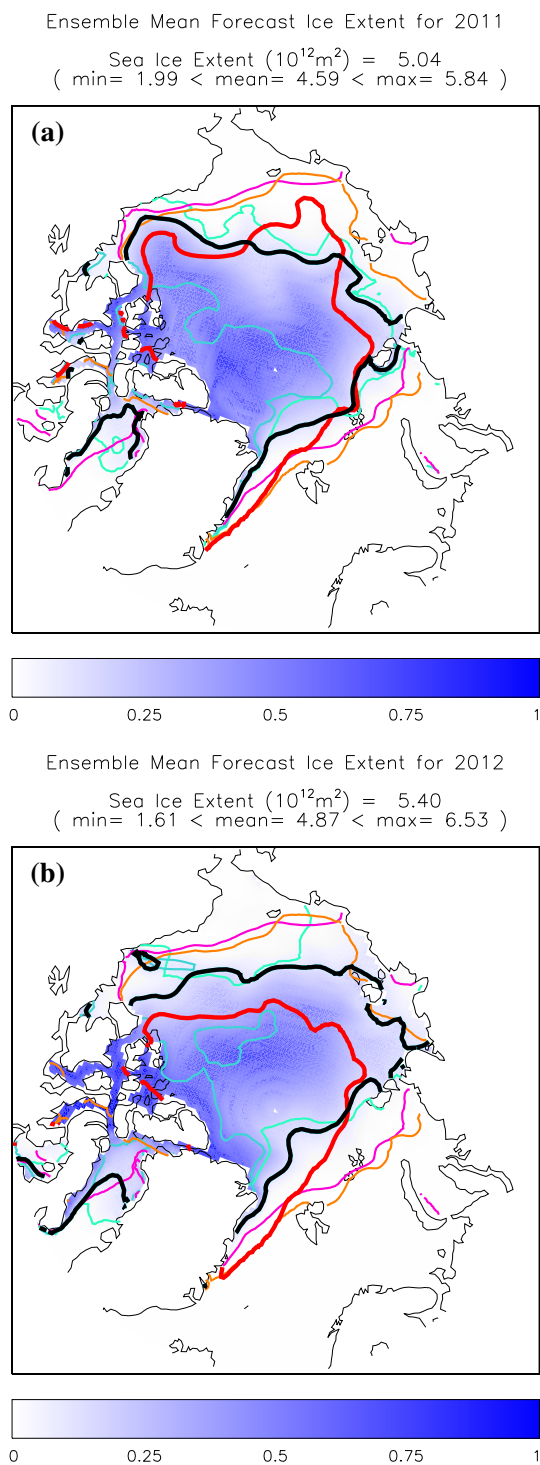 Ensemble Mean Forecast Ice Extent for 2011
Sea Ice Extent (10¹²m²) = 5.04
( min= 1.99 < mean= 4.59 < max= 5.84 )
(a)
0 0.25 0.5 0.75 1
Ensemble Mean Forecast Ice Extent for 2012
Sea Ice Extent (10¹²m²) = 5.40
( min= 1.61 < mean= 4.87 < max= 6.53 )
(b)
0 0.25 0.5 0.75 1